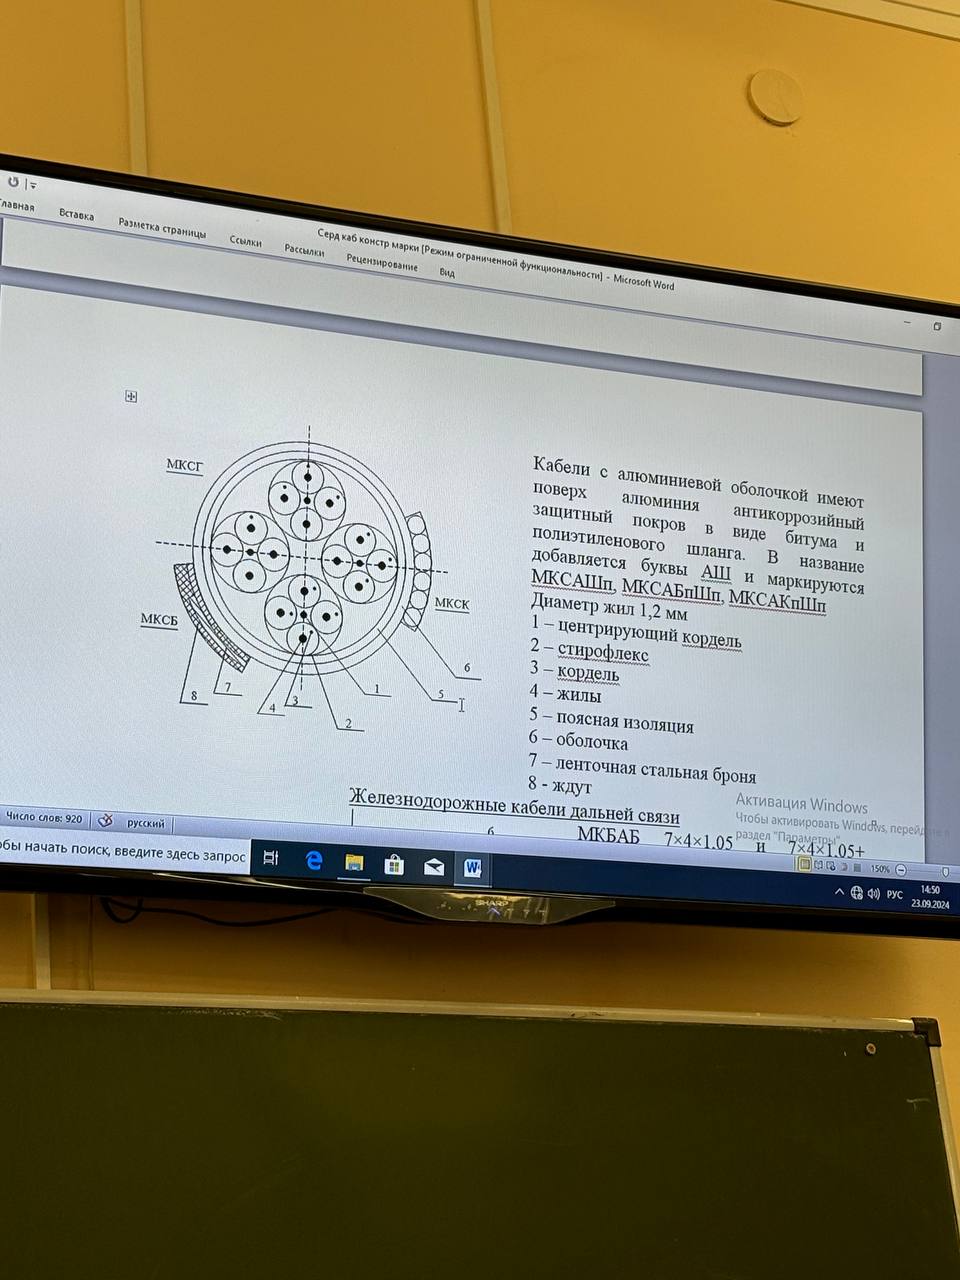 Серд каб констр марки [Режим ограниченной функциональности] - Microsoft Word
Вставка
Разметка страницы
Ссылки
Рассылки
Рецензирование
Вид
МКСГ
МКСБ
МКСК
8
7
4
3
2
1
5
6
Кабели с алюминиевой оболочкой имеют
поверх алюминия антикоррозийный
защитный покров в виде битума и
полиэтиленового шланга. В название
добавляется буквы АШ и маркируются
МКСАШп, МКСАБпШп, МКСАКпШп
Диаметр жил 1,2 мм
1 – центрирующий кордель
2 – стирофлекс
3 – кордель
4 – жилы
5 – поясная изоляция
6 – оболочка
7 – ленточная стальная броня
8 - ждут
Железнодорожные кабели дальней связи
6
МКБАБ 7×4×1,05 и 7×4×1,05+
Активация Windows
Чтобы активировать Windows, перейдите в
раздел "Параметры".
Число слов: 920
русский
150%
обы начать поиск, введите здесь запрос
РУС
14:50
23.09.2024
SHARP